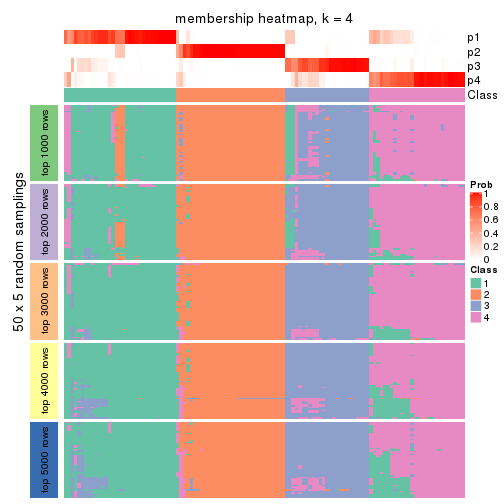 membership heatmap, k = 4
p1
p2
p3
p4
Class
50 x 5 random samplings
top 1000 rows
top 2000 rows
top 3000 rows
top 4000 rows
top 5000 rows
Prob
1
0.8
0.6
0.4
0.2
0
Class
1
2
3
4